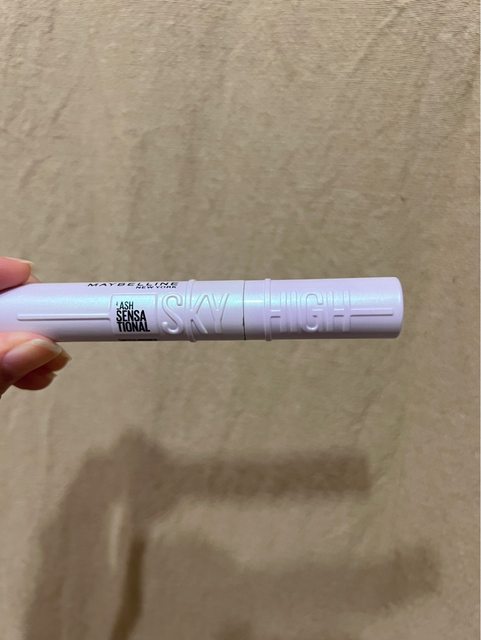 MAYBELLINE
NEW YORK
LASH
SENSA
TIONAL
SKY HIGH